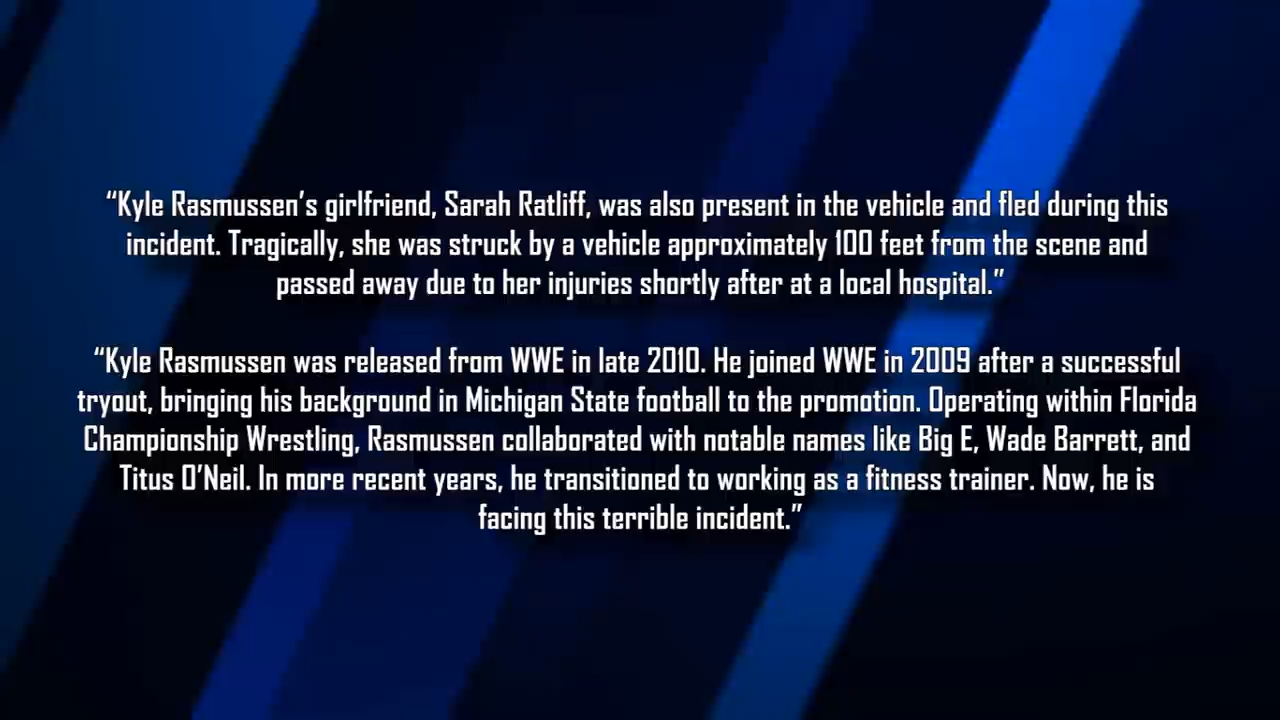 “Kyle Rasmussen’s girlfriend, Sarah Ratliff, was also present in the vehicle and fled during this
incident. Tragically, she was struck by a vehicle approximately 100 feet from the scene and
passed away due to her injuries shortly after at a local hospital.”
“Kyle Rasmussen was released from WWE in late 2010. He joined WWE in 2009 after a successful
tryout, bringing his background in Michigan State football to the promotion. Operating within Florida
Championship Wrestling, Rasmussen collaborated with notable names like Big E, Wade Barrett, and
Titus O’Neil. In more recent years, he transitioned to working as a fitness trainer. Now, he is
facing this terrible incident.”